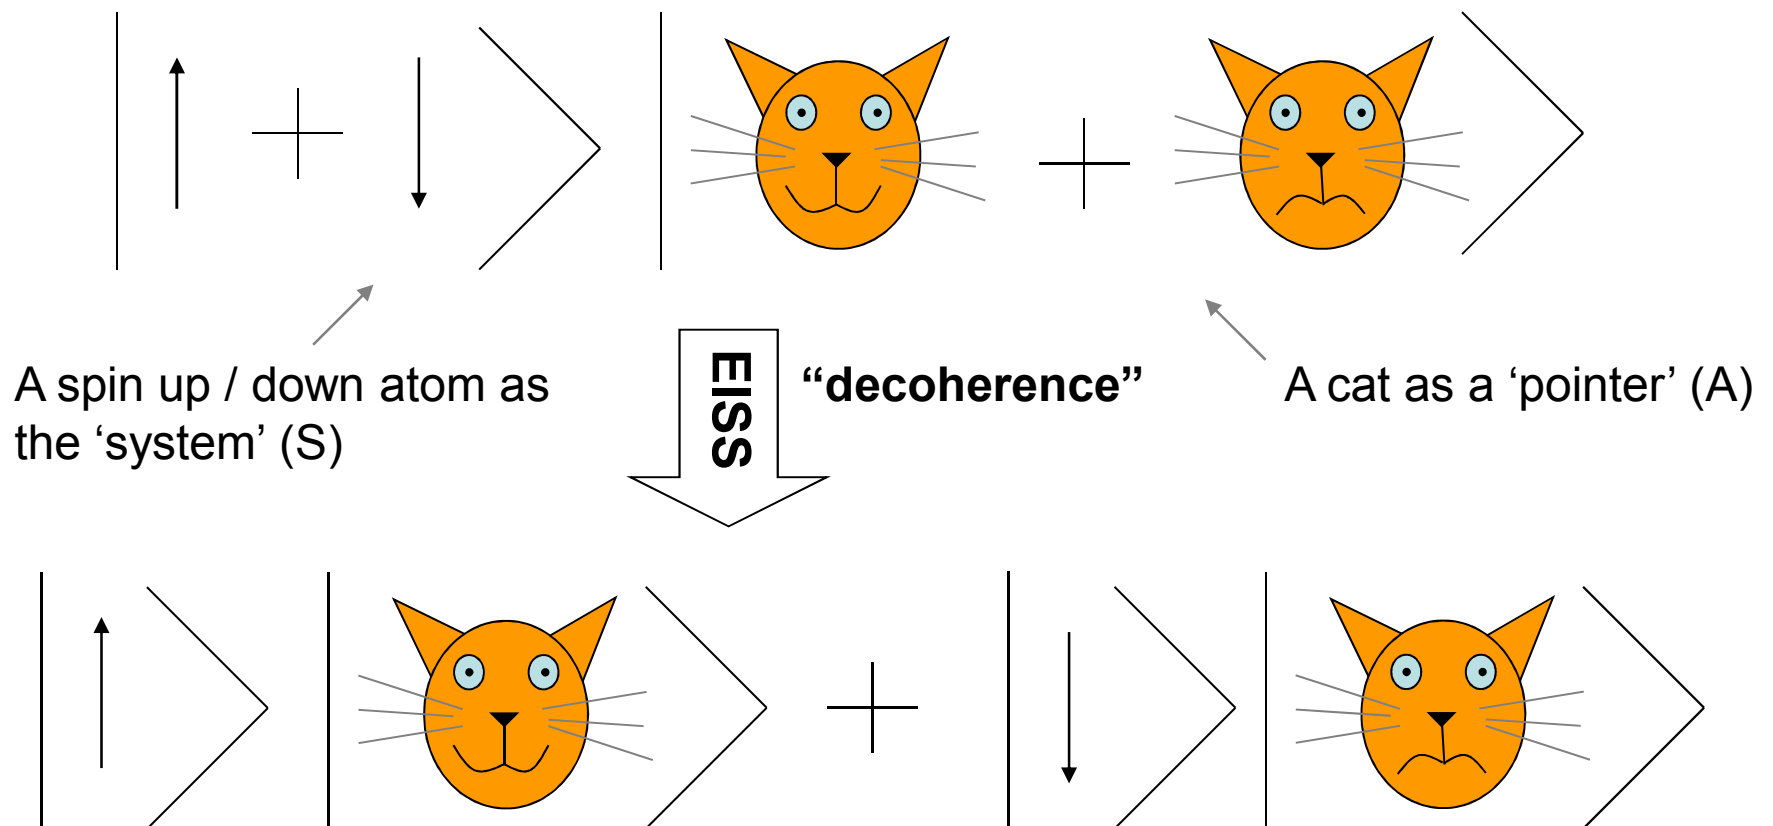 A spin up / down atom as
the ‘system’ (S)
EISS
“decoherence”
A cat as a ‘pointer’ (A)